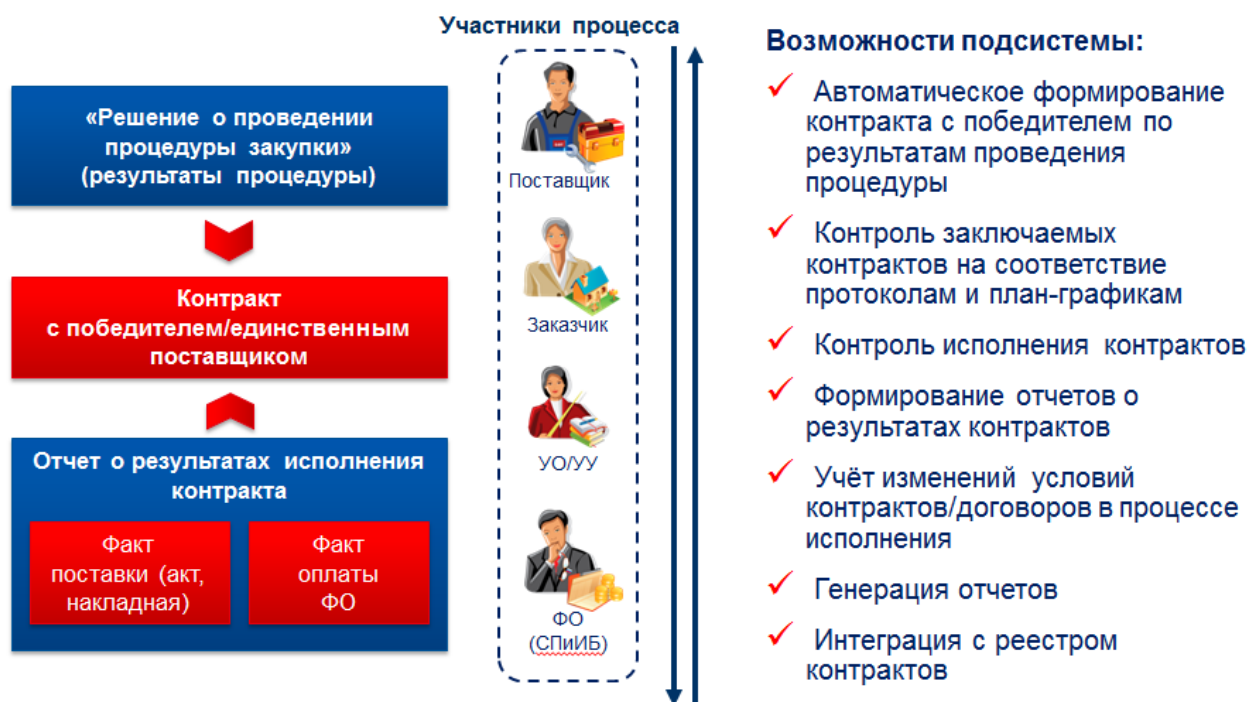 «Решение о проведении
процедуры закупки»
(результаты процедуры)
Контракт
с победителем/единственным
поставщиком
Отчет о результатах исполнения
контракта
Факт
поставки (акт,
накладная)
Факт
оплаты
ФО
Участники процесса
Поставщик
Заказчик
УО/УУ
ФО
(СПиИБ)
Возможности подсистемы:
Автоматическое формирование
контракта с победителем по
результатам проведения
процедуры
Контроль заключаемых
контрактов на соответствие
протоколам и план-графикам
Контроль исполнения контрактов
Формирование отчетов о
результатах контрактов
Учёт изменений условий
контрактов/договоров в процессе
исполнения
Генерация отчетов
Интеграция с реестром
контрактов